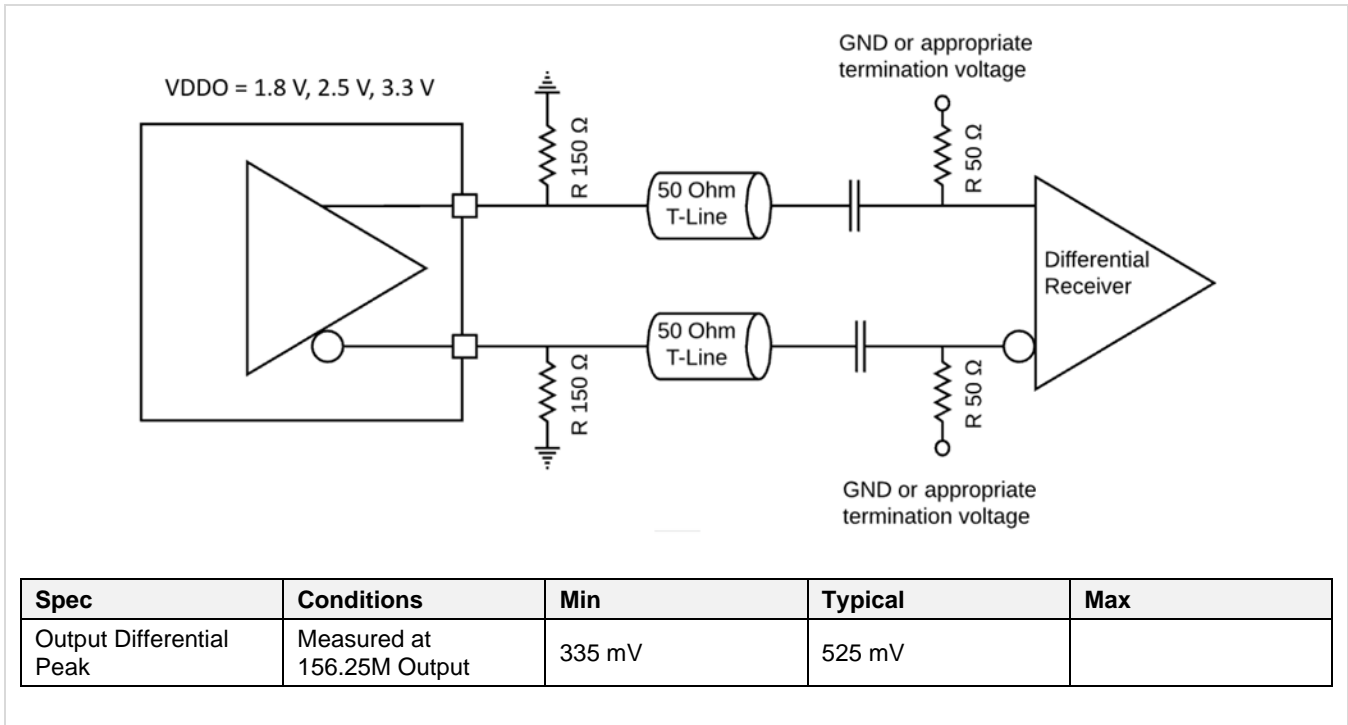 GND or appropriate
termination voltage
VDDO = 1.8 V, 2.5 V, 3.3 V
R 150 Ω
R 50 Ω
50 Ohm
T-Line
Differential
Receiver
50 Ohm
T-Line
R 150 Ω
R 50 Ω
GND or appropriate
termination voltage
Spec Conditions Min Typical Max
Output Differential
Peak
Measured at
156.25M Output
335 mV
525 mV